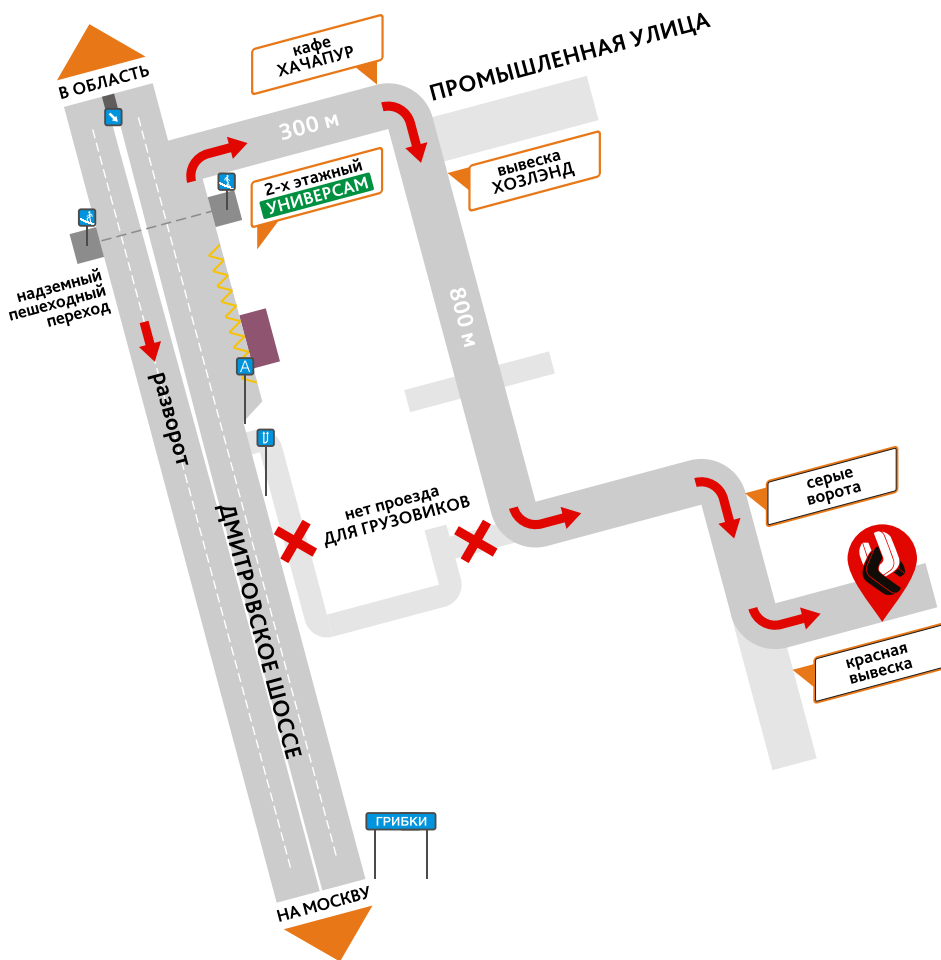 В ОБЛАСТЬ
кафе
ХАЧАПУР
ПРОМЫШЛЕННАЯ УЛИЦА
300 м
вывеска
ХОЗЛЭНД
2-х этажный
УНИВЕРСАМ
надземный
пешеходный
переход
800 м
A
разворот
нет проезда
ДЛЯ ГРУЗОВИКОВ
серые
ворота
ДМИТРОВСКОЕ ШОССЕ
красная
вывеска
ГРИБКИ
НА МОСКВУ